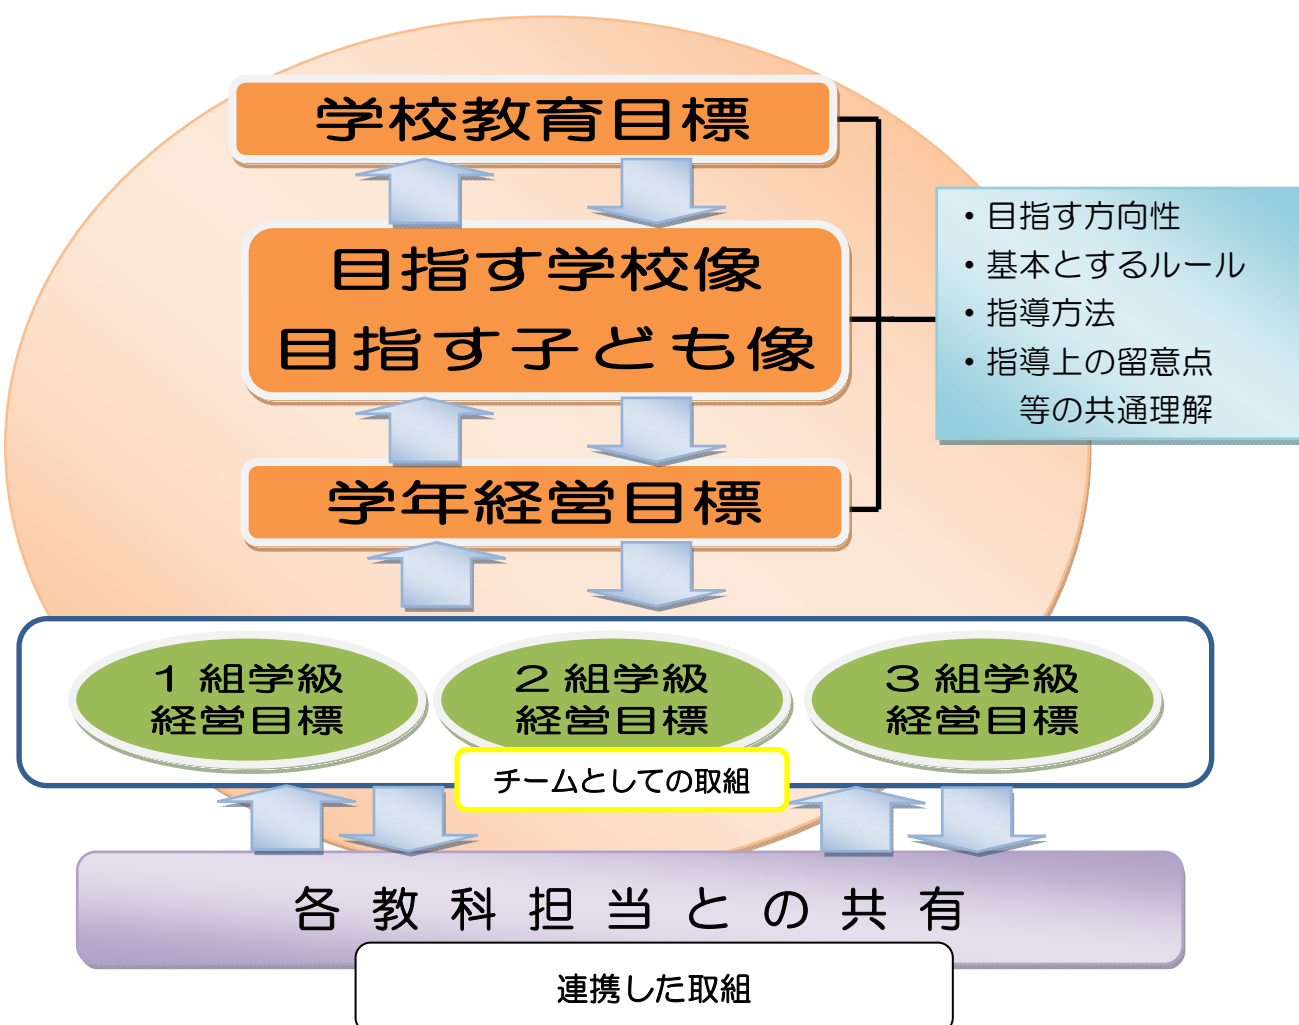 学校教育目標
目指す学校像
目指す子ども像
学年経営目標
・目指す方向性
・基本とするルール
・指導方法
・指導上の留意点
等の共通理解
１組学級
経営目標
２組学級
経営目標
３組学級
経営目標
チームとしての取組
各教科担当との共有
連携した取組